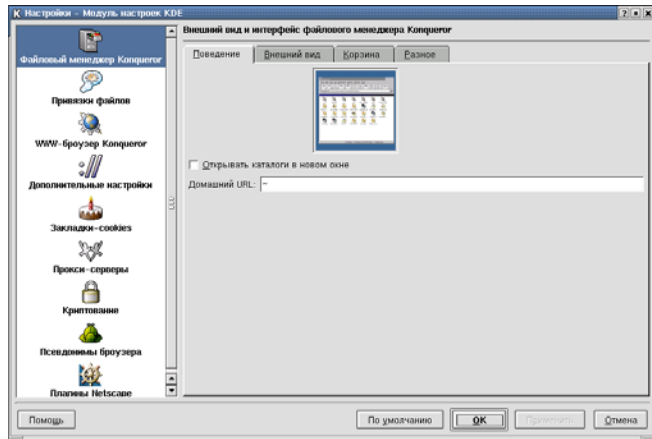 Настройки - Модуль настроек KDE
Внешний вид и интерфейс файлового менеджера Konqueror
Файловый менеджер Konqueror
Привязки файлов
WWW-броузер Konqueror
Дополнительные настройки
Закладки-cookies
Прокси-серверы
Криптование
Псевдонимы броузера
Плагины Netscape
Поведение
Внешний вид
Корзина
Разное
Открывать каталоги в новом окне
Домашний URL: ~
Помощь
По умолчанию
OK
Применить
Отмена